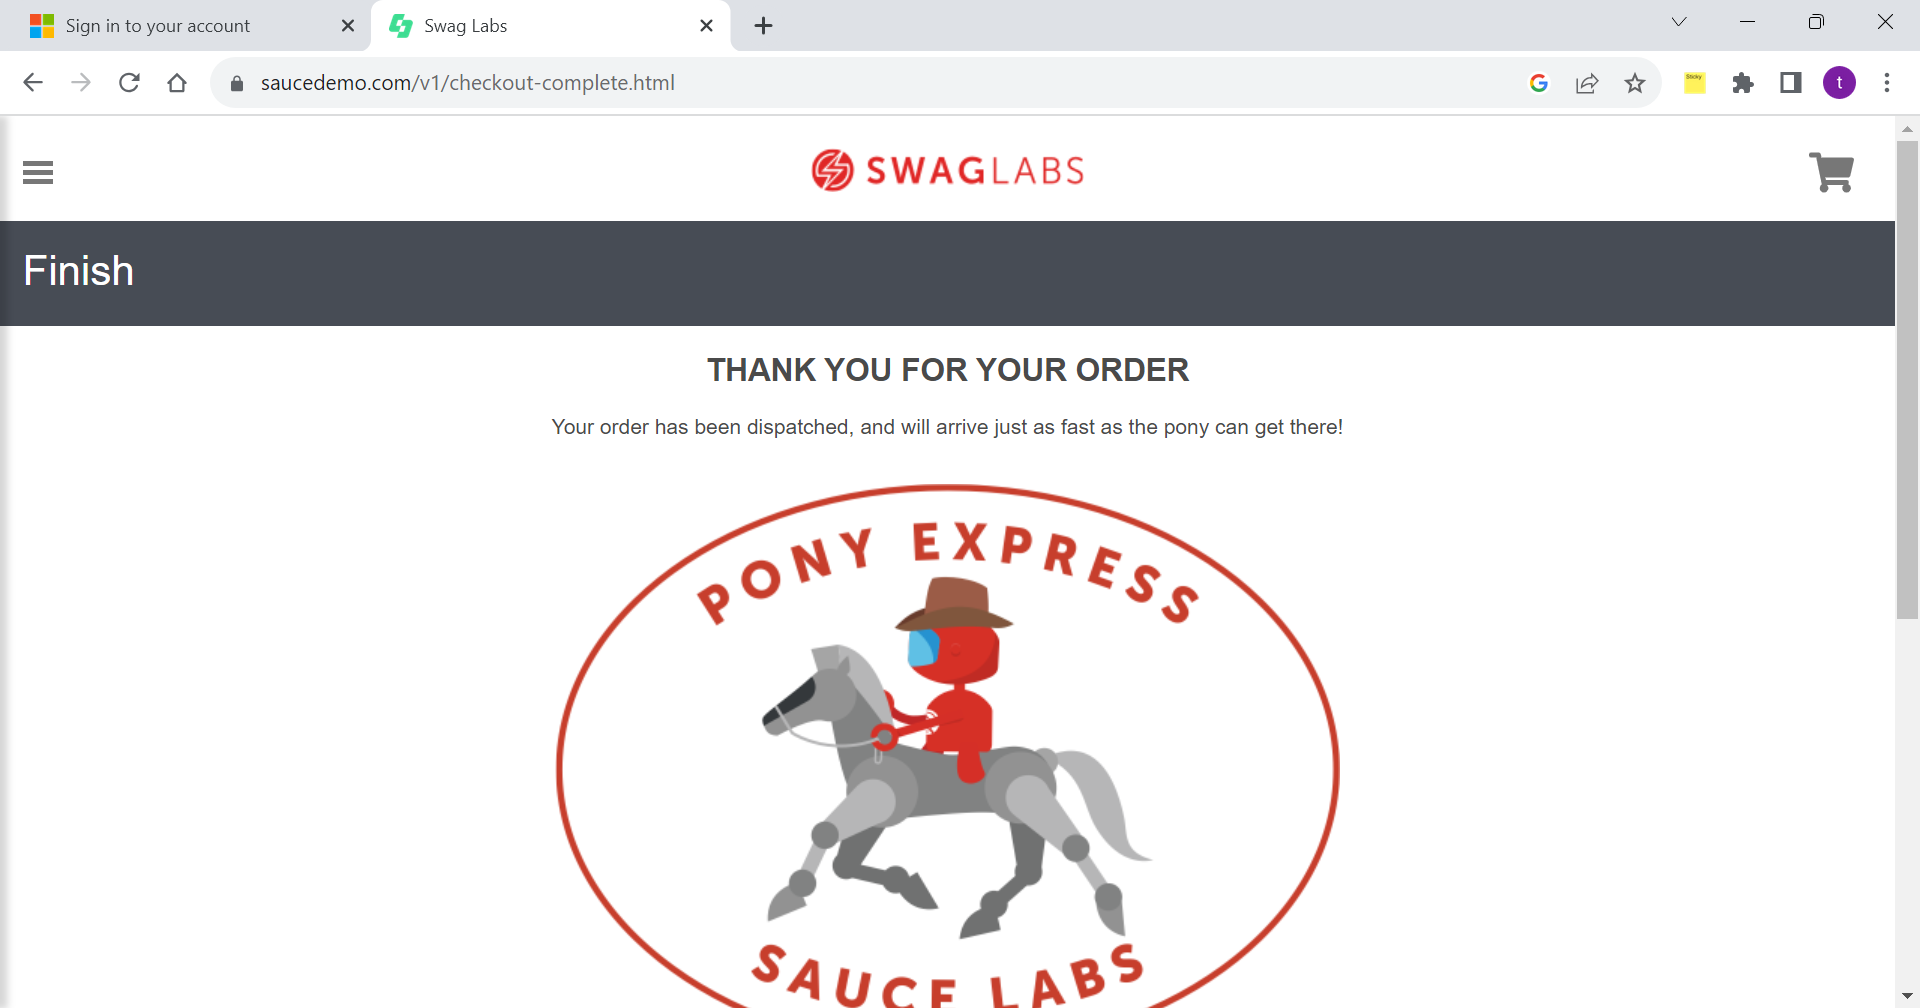 Sign in to your account
Swag Labs
saucedemo.com/v1/checkout-complete.html
Sticky
t
SWAGLABS
Finish
THANK YOU FOR YOUR ORDER
Your order has been dispatched, and will arrive just as fast as the pony can get there!
PONY EXPRESS
SAUCE LABS